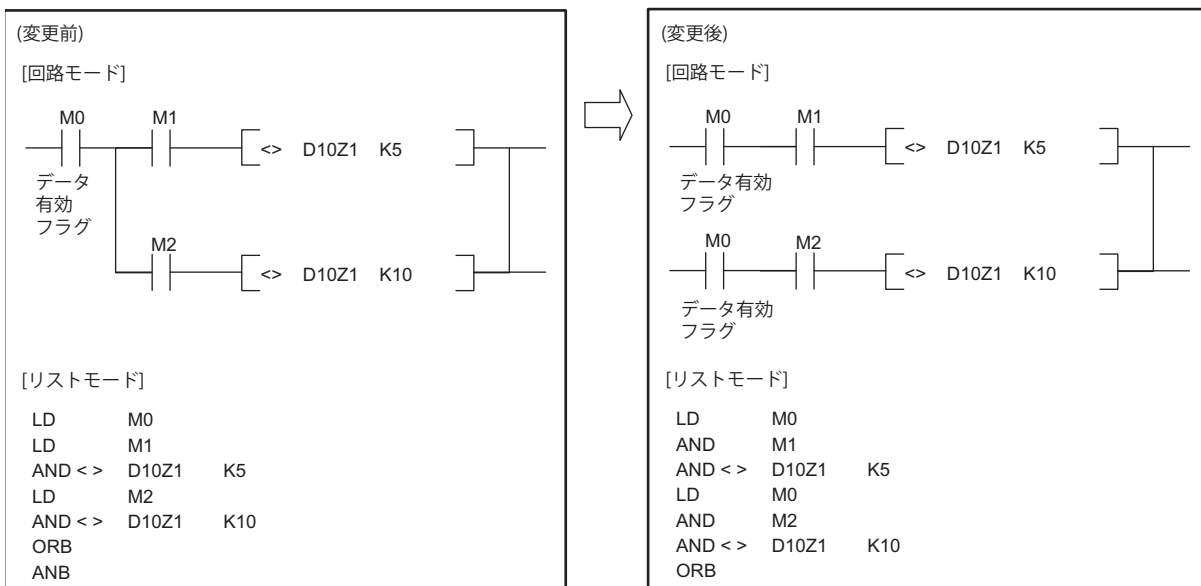 (変更前)
[回路モード]
M0 M1
<> D10Z1 K5
データ
有効
フラグ
M2
<> D10Z1 K10
[リストモード]
LD M0
LD M1
AND < > D10Z1 K5
LD M2
AND < > D10Z1 K10
ORB
ANB
(変更後)
[回路モード]
M0 M1
<> D10Z1 K5
データ有効
フラグ
M0 M2
<> D10Z1 K10
データ有効
フラグ
[リストモード]
LD M0
AND M1
AND < > D10Z1 K5
LD M0
AND M2
AND < > D10Z1 K10
ORB